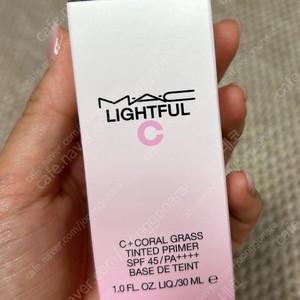 MAC
LIGHTFUL
C
C+CORAL GRASS
TINTED PRIMER
SPF 45/PA++++
BASE DE TEINT
1.0 FL. OZ. LIQ./30 ML ℮